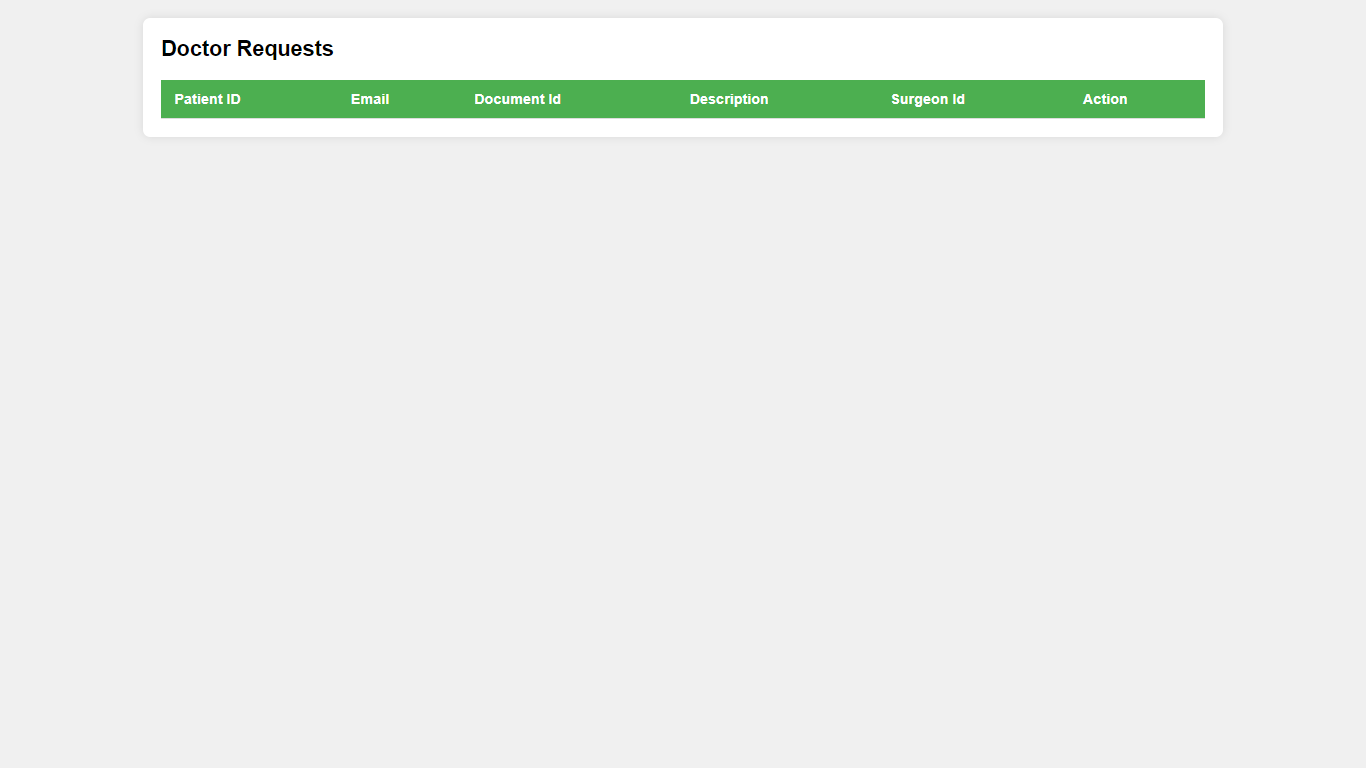 Doctor Requests
Patient ID Email Document Id Description Surgeon Id Action